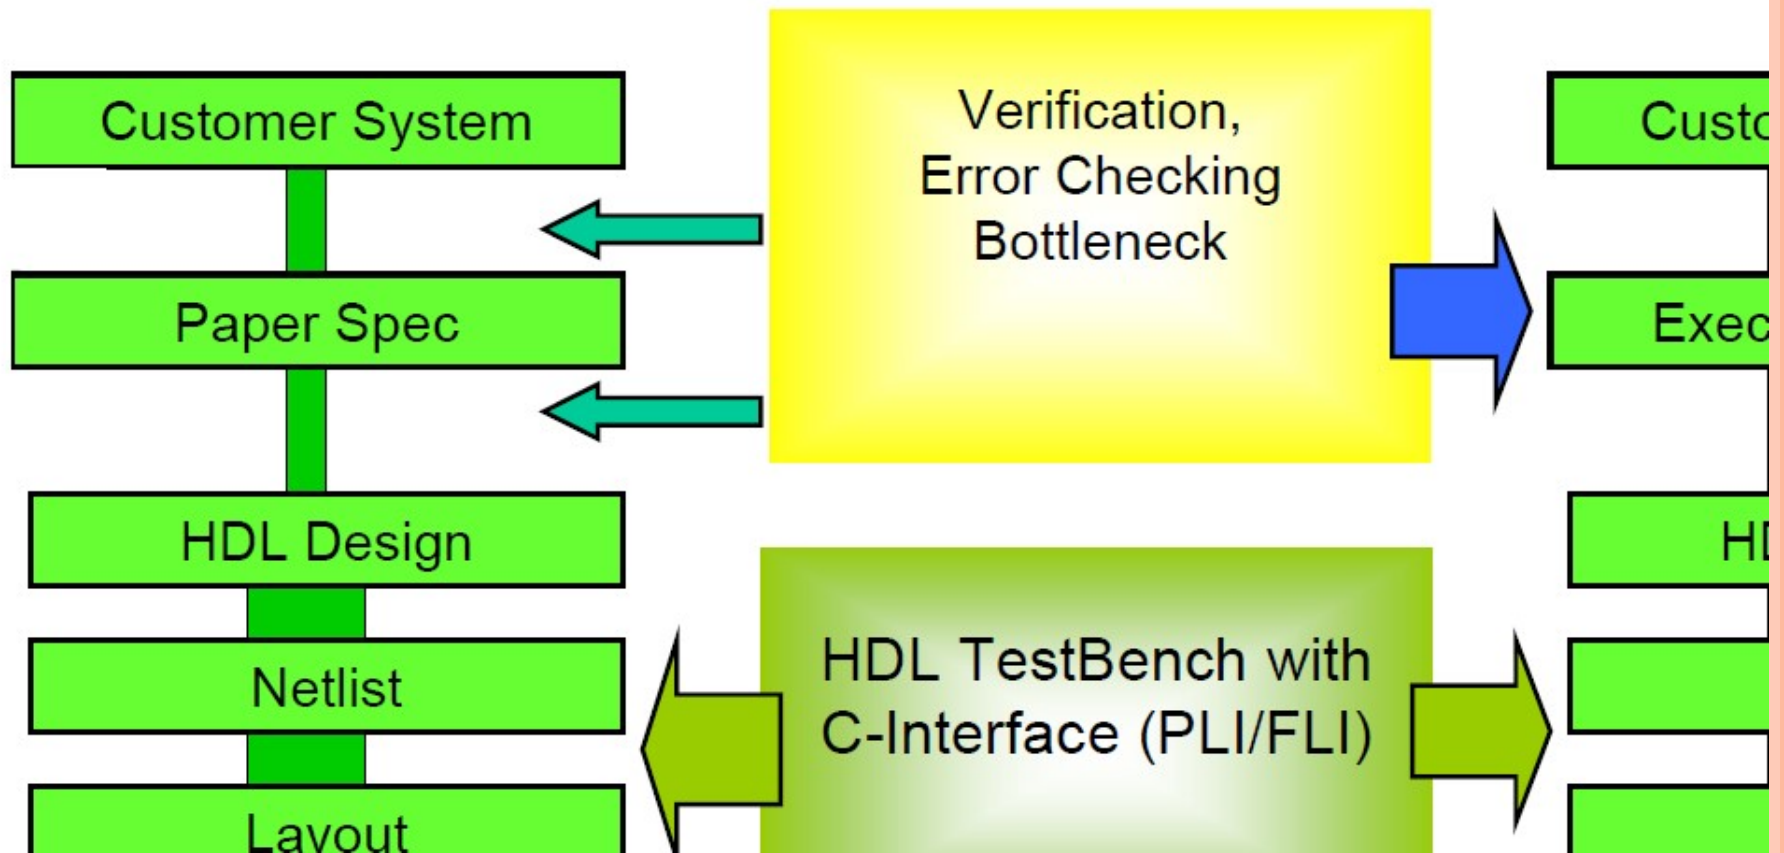 Customer System
Paper Spec
HDL Design
Netlist
Layout
Verification,
Error Checking
Bottleneck
HDL TestBench with
C-Interface (PLI/FLI)